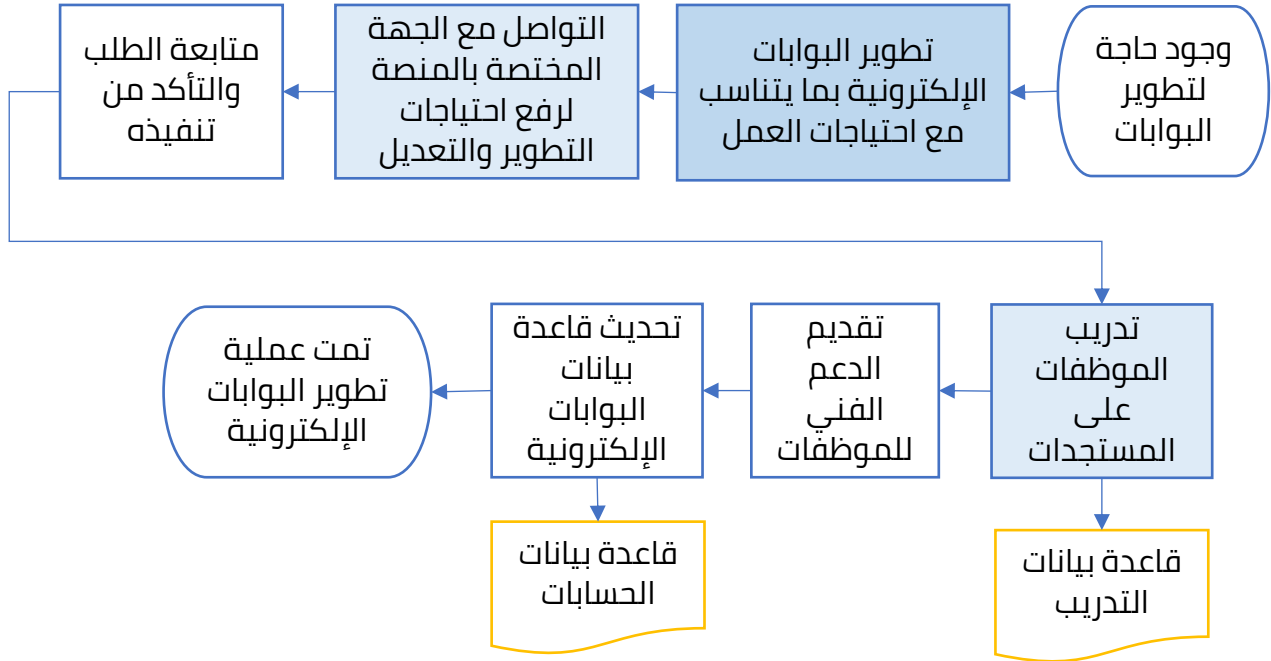 وجود حاجة
لتطوير
البوابات
تطوير البوابات
الإلكترونية بما يتناسب
مع احتياجات العمل
التواصل مع الجهة
المختصة بالمنصة
لرفع احتياجات
التطوير والتعديل
متابعة الطلب
والتأكد من
تنفيذه
تدريب
الموظفات
على
المستجدات
تقديم
الدعم
الفني
للموظفات
تحديث قاعدة
بيانات
البوابات
الإلكترونية
تمت عملية
تطوير البوابات
الإلكترونية
قاعدة بيانات
التدريب
قاعدة بيانات
الحسابات